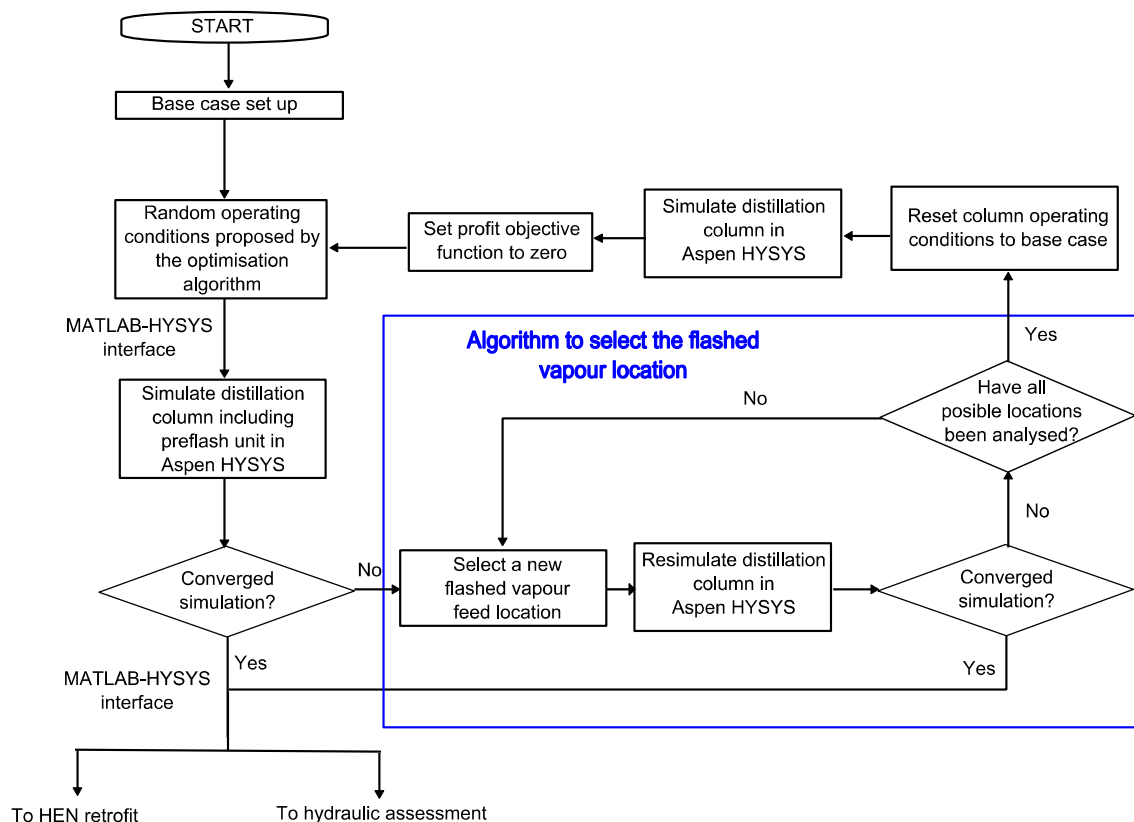 START
Base case set up
Random operating
conditions proposed by
the optimisation
algorithm
Set profit objective
function to zero
Simulate distillation
column in
Aspen HYSYS
Reset column operating
conditions to base case
MATLAB-HYSYS
interface
Algorithm to select the flashed
vapour location
Yes
Simulate distillation
column including
preflash unit in
Aspen HYSYS
No
Have all
posible locations
been analysed?
No
Converged
simulation?
No
Select a new
flashed vapour
feed location
Resimulate distillation
column in
Aspen HYSYS
Converged
simulation?
Yes
Yes
MATLAB-HYSYS
interface
To HEN retrofit
To hydraulic assessment